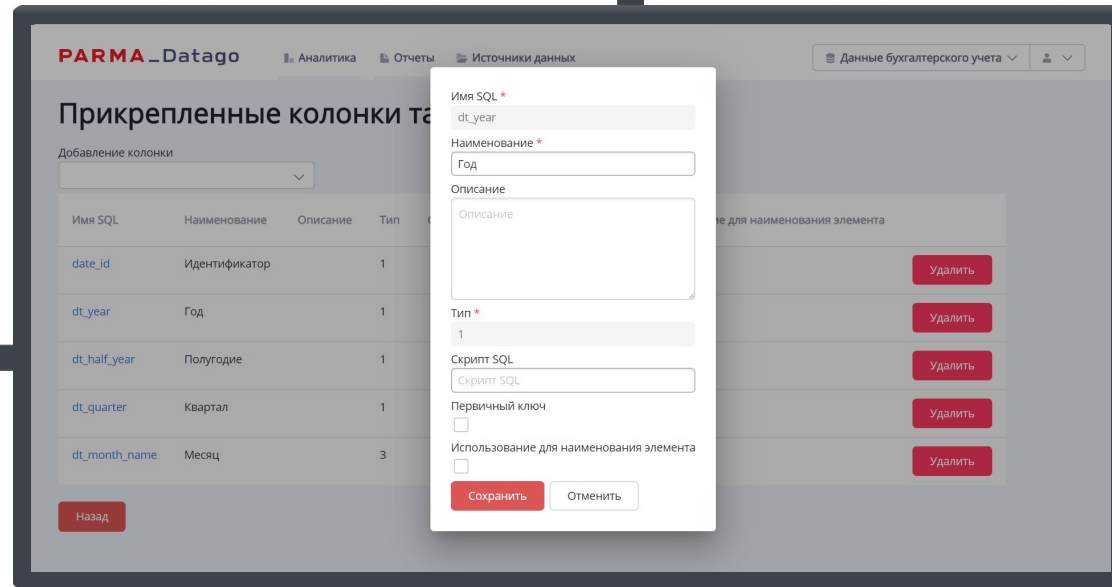 PARMA_Datago
Аналитика
Отчеты
Источники данных
Данные бухгалтерского учета
Прикрепленные колонки та
Добавление колонки
Имя SQL
Наименование
Описание
Тип
е для наименования элемента
date_id
Идентификатор
1
Удалить
dt_year
Год
1
Удалить
dt_half_year
Полугодие
1
Удалить
dt_quarter
Квартал
1
Удалить
dt_month_name
Месяц
3
Удалить
Назад
Имя SQL *
dt_year
Наименование *
Год
Описание
Описание
Тип *
1
Скрипт SQL
Скрипт SQL
Первичный ключ
Использование для наименования элемента
Сохранить
Отменить